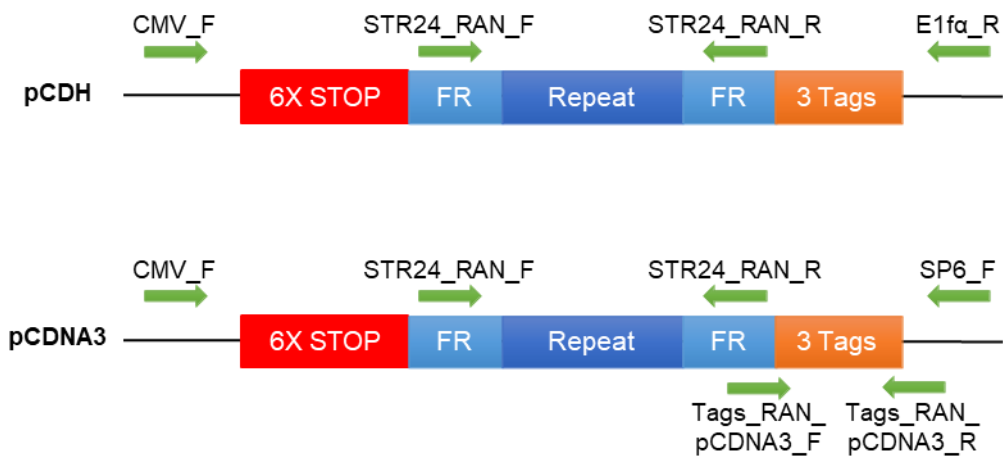 CMV_F STR24_RAN_F STR24_RAN_R E1fα_R
pCDH 6X STOP FR Repeat FR 3 Tags
CMV_F STR24_RAN_F STR24_RAN_R SP6_F
pCDNA3 6X STOP FR Repeat FR 3 Tags
Tags_RAN_ Tags_RAN_
pCDNA3_F pCDNA3_R